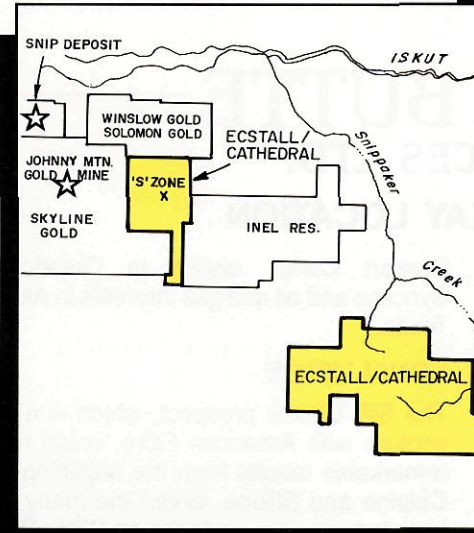 SNIP DEPOSIT
ISKUT
WINSLOW GOLD
SOLOMON GOLD
ECSTALL/
CATHEDRAL
Snippaker
Creek
JOHNNY MTN.
GOLD MINE
'S' ZONE
X
SKYLINE
GOLD
INEL RES.
ECSTALL/CATHEDRAL